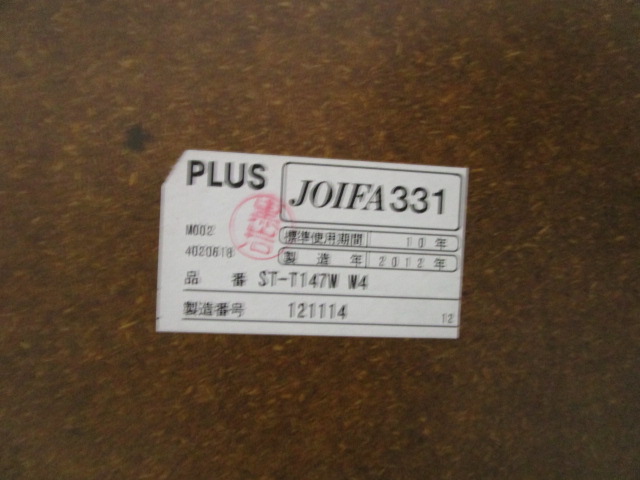 PLUS JOIFA331
M002 標準使用期間 10年
4020618 製造年 2012年
品番 ST-T147W W4
製造番号 121114
12